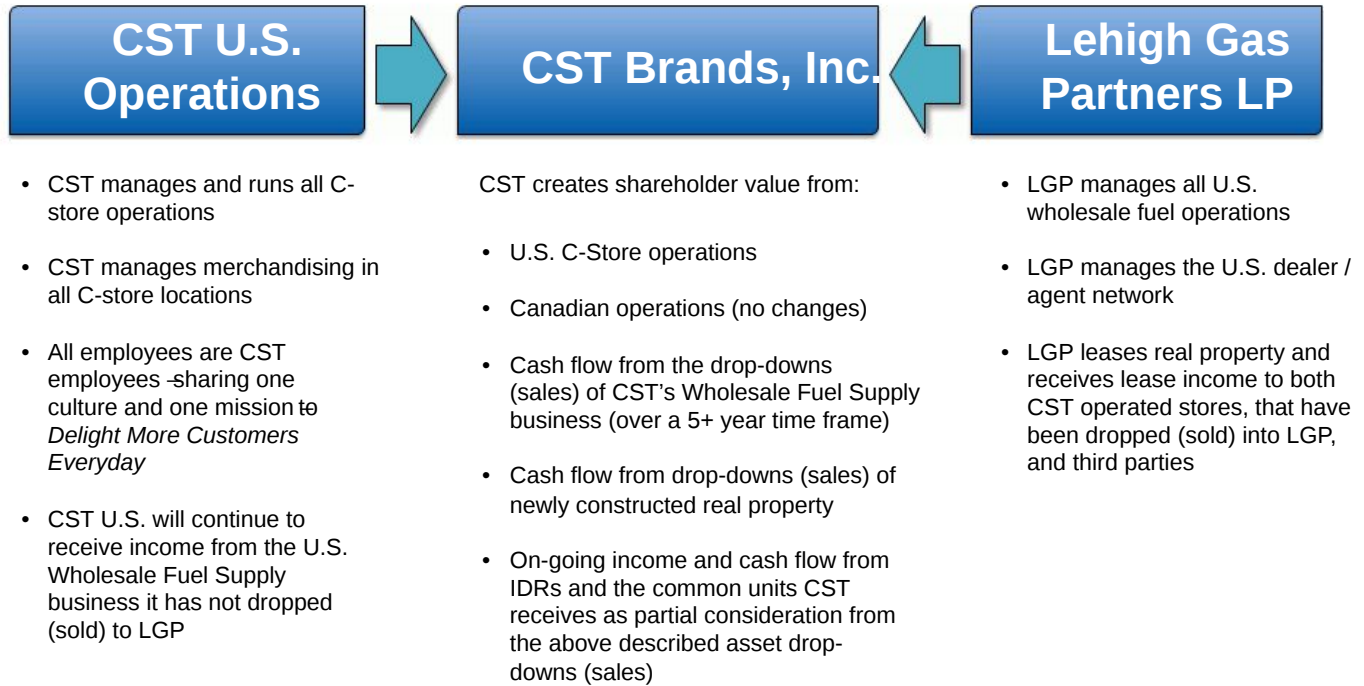 CST U.S.
Operations
CST Brands, Inc.
Lehigh Gas
Partners LP
• CST manages and runs all C-
store operations
• CST manages merchandising in
all C-store locations
• All employees are CST
employees –sharing one
culture and one mission to
Delight More Customers
Everyday
• CST U.S. will continue to
receive income from the U.S.
Wholesale Fuel Supply
business it has not dropped
(sold) to LGP
CST creates shareholder value from:
• U.S. C-Store operations
• Canadian operations (no changes)
• Cash flow from the drop-downs
(sales) of CST's Wholesale Fuel Supply
business (over a 5+ year time frame)
• Cash flow from drop-downs (sales) of
newly constructed real property
• On-going income and cash flow from
IDRs and the common units CST
receives as partial consideration from
the above described asset drop-
downs (sales)
• LGP manages all U.S.
wholesale fuel operations
• LGP manages the U.S. dealer /
agent network
• LGP leases real property and
receives lease income to both
CST operated stores, that have
been dropped (sold) into LGP,
and third parties